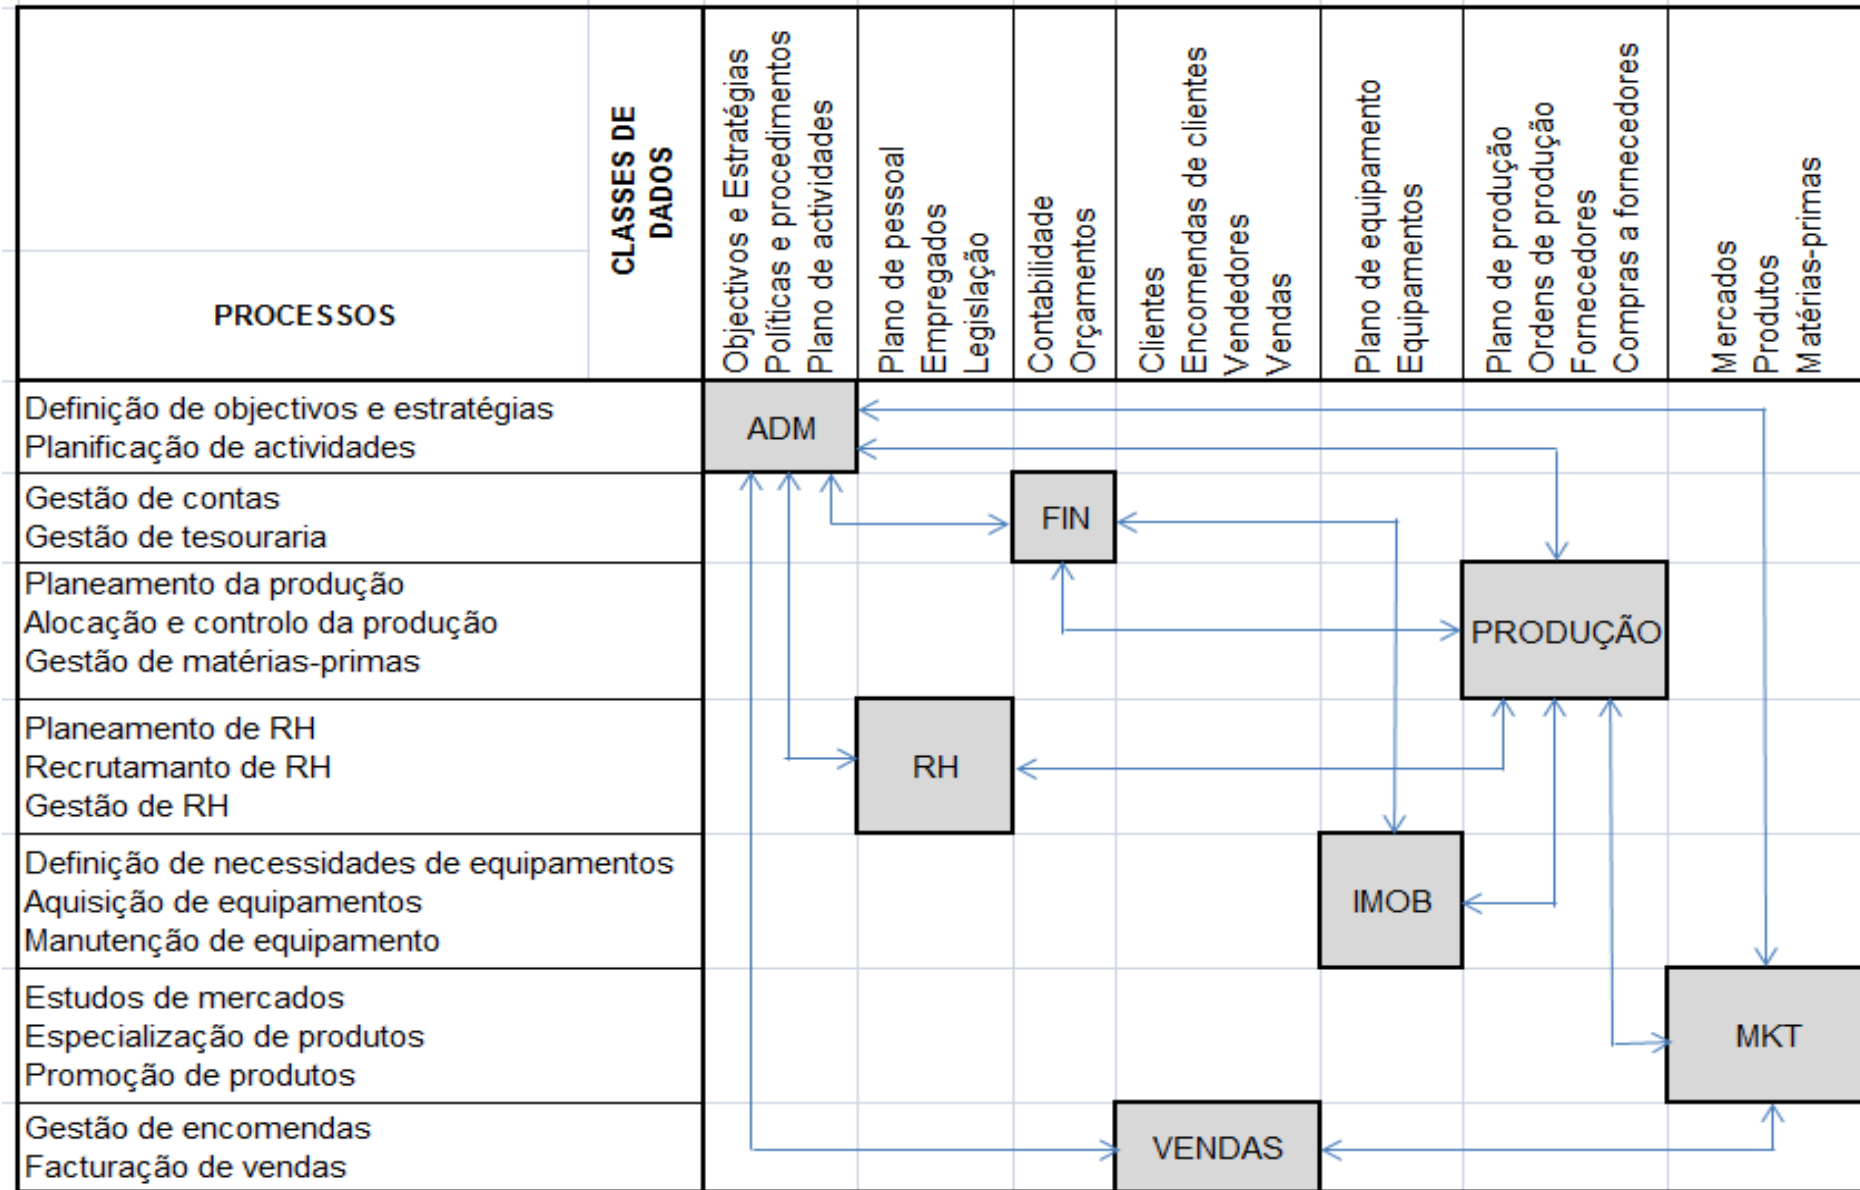 CLASSES DE
DADOS
PROCESSOS
Objectivos e Estratégias
Políticas e procedimentos
Plano de actividades
Plano de pessoal
Empregados
Legislação
Contabilidade
Orçamentos
Clientes
Encomendas de clientes
Vendedores
Vendas
Plano de equipamento
Equipamentos
Plano de produção
Ordens de produção
Fornecedores
Compras a fornecedores
Mercados
Produtos
Matérias-primas
Definição de objectivos e estratégias
Planificação de actividades
ADM
Gestão de contas
Gestão de tesouraria
FIN
Planeamento da produção
Alocação e controlo da produção
Gestão de matérias-primas
PRODUÇÃO
Planeamento de RH
Recrutamanto de RH
Gestão de RH
RH
Definição de necessidades de equipamentos
Aquisição de equipamentos
Manutenção de equipamento
IMOB
Estudos de mercados
Especialização de produtos
Promoção de produtos
MKT
Gestão de encomendas
Facturação de vendas
VENDAS